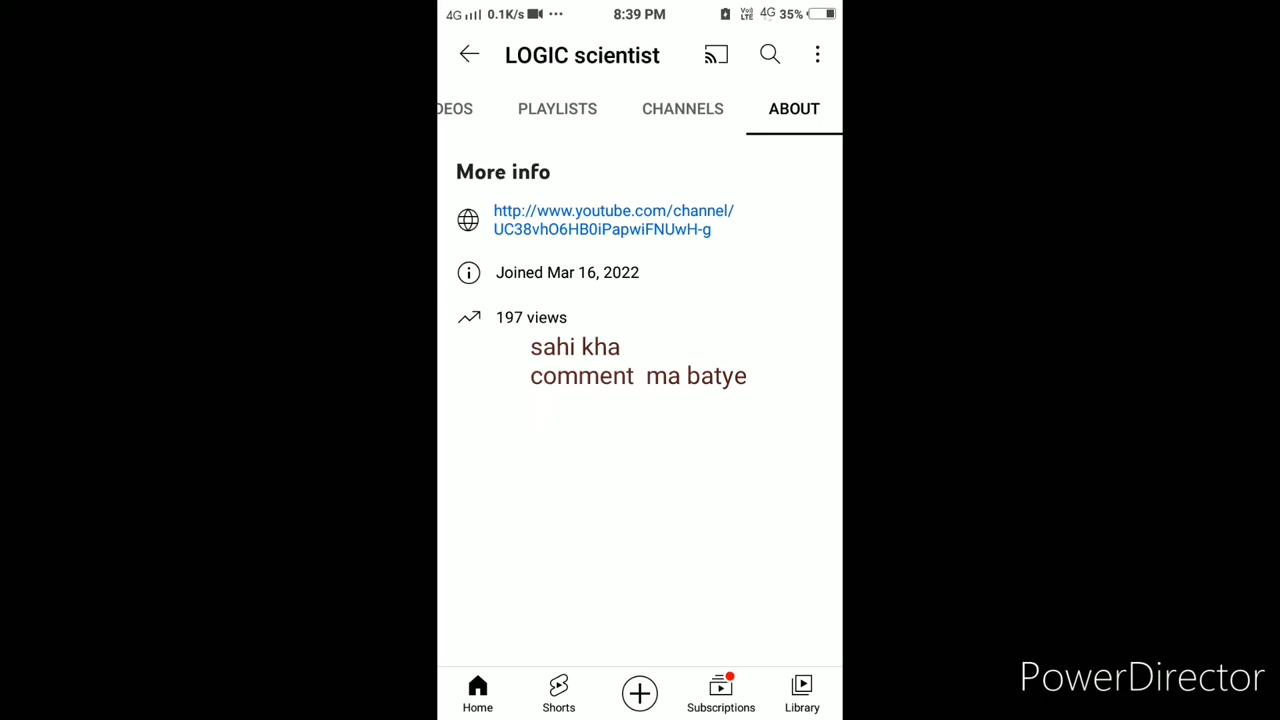 4G 0.1K/s ... 8:39 PM VoLTE 4G 35%
LOGIC scientist
DEOS PLAYLISTS CHANNELS ABOUT
More info
http://www.youtube.com/channel/
UC38vhO6HB0iPapwiFNUwH-g
Joined Mar 16, 2022
197 views
sahi kha
comment ma batye
Home Shorts Subscriptions Library
PowerDirector